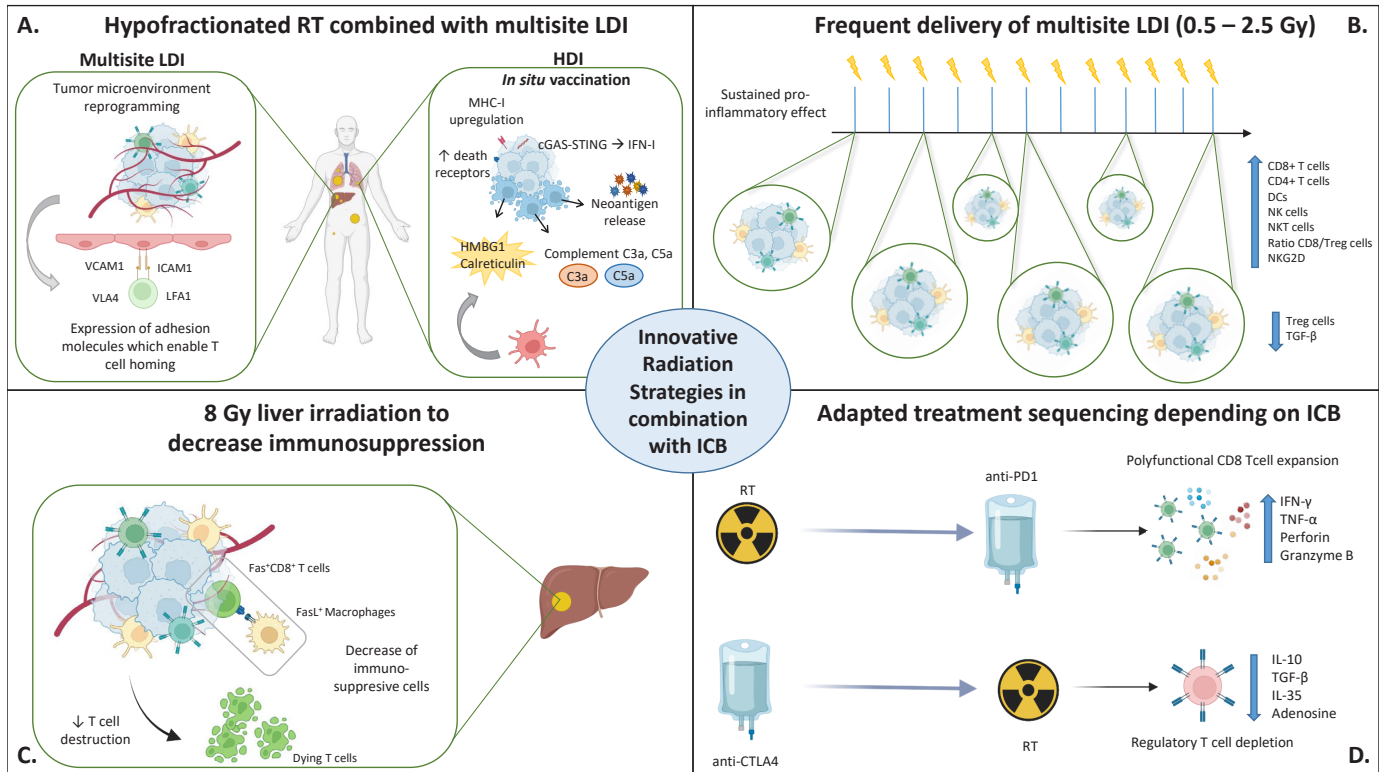 A.
Hypofractionated RT combined with multisite LDI
Multisite LDI
Tumor microenvironment
reprogramming
VCAM1
ICAM1
VLA4
LFA1
Expression of adhesion
molecules which enable T
cell homing
HDI
In situ vaccination
MHC-I
upregulation
cGAS-STING → IFN-I
↑ death
receptors
Neoantigen
release
HMBG1
Calreticulin
Complement C3a, C5a
C3a
C5a
Frequent delivery of multisite LDI (0.5 – 2.5 Gy)
B.
Sustained pro-
inflammatory effect
CD8+ T cells
CD4+ T cells
DCs
NK cells
NKT cells
Ratio CD8/Treg cells
NKG2D
Treg cells
TGF-β
Innovative
Radiation
Strategies in
combination
with ICB
8 Gy liver irradiation to
decrease immunosuppression
Fas⁺CD8⁺ T cells
FasL⁺ Macrophages
Decrease of
immuno-
suppresive cells
↓ T cell
destruction
Dying T cells
C.
Adapted treatment sequencing depending on ICB
RT
anti-PD1
Polyfunctional CD8 Tcell expansion
IFN-γ
TNF-α
Perforin
Granzyme B
anti-CTLA4
RT
IL-10
TGF-β
IL-35
Adenosine
Regulatory T cell depletion
D.